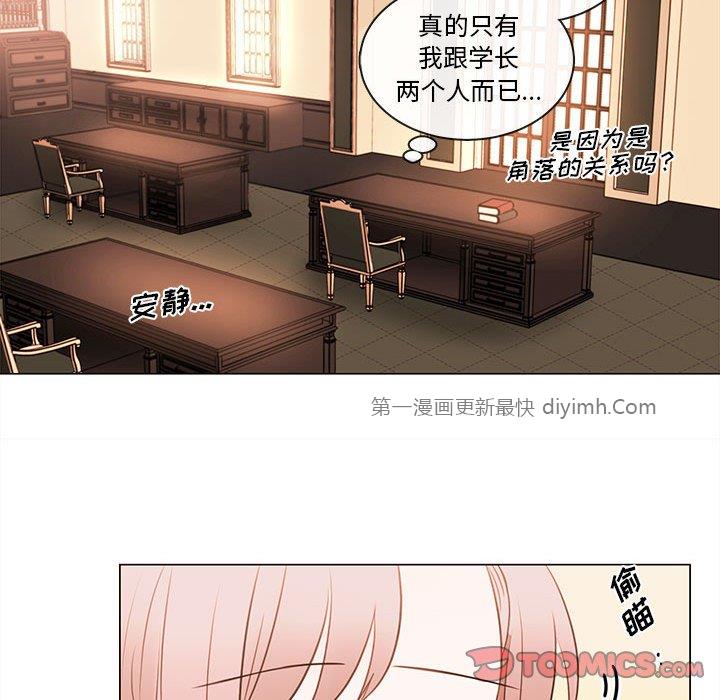 真的只有
我跟学长
两个人而已...
是因为是
角落的关系吗?
安静...
第一漫画更新最快 diyimh.Com
偷
瞄
TOOMICS.COM